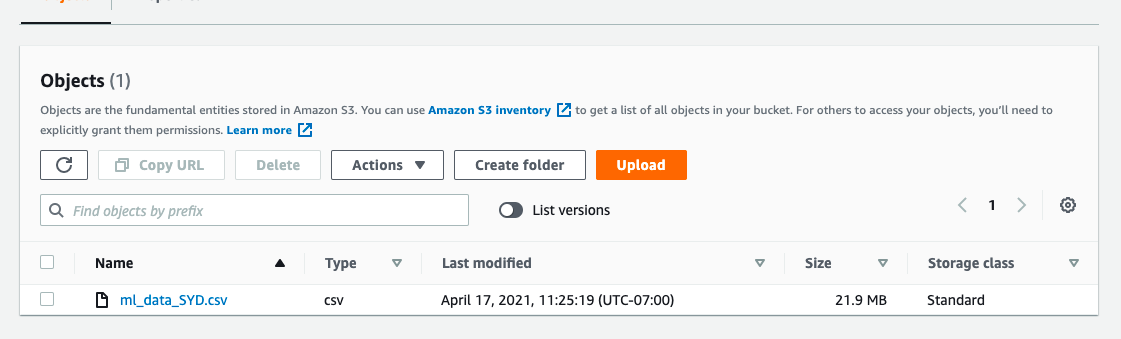 Objects (1)
Objects are the fundamental entities stored in Amazon S3. You can use Amazon S3 inventory to get a list of all objects in your bucket. For others to access your objects, you'll need to
explicitly grant them permissions. Learn more
Copy URL Delete Actions Create folder Upload
Find objects by prefix List versions 1
Name Type Last modified Size Storage class
ml_data_SYD.csv csv April 17, 2021, 11:25:19 (UTC-07:00) 21.9 MB Standard